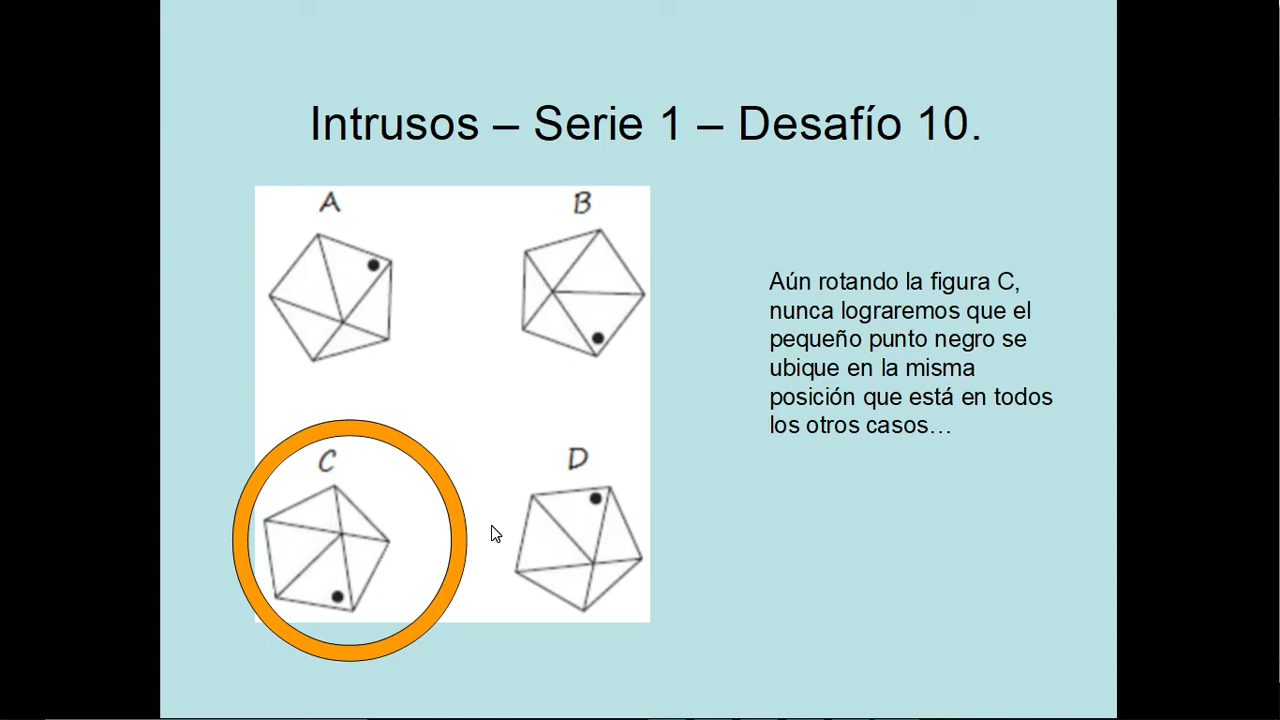 Intrusos – Serie 1 – Desafío 10.
A
B
C
D
Aún rotando la figura C,
nunca lograremos que el
pequeño punto negro se
ubique en la misma
posición que está en todos
los otros casos…